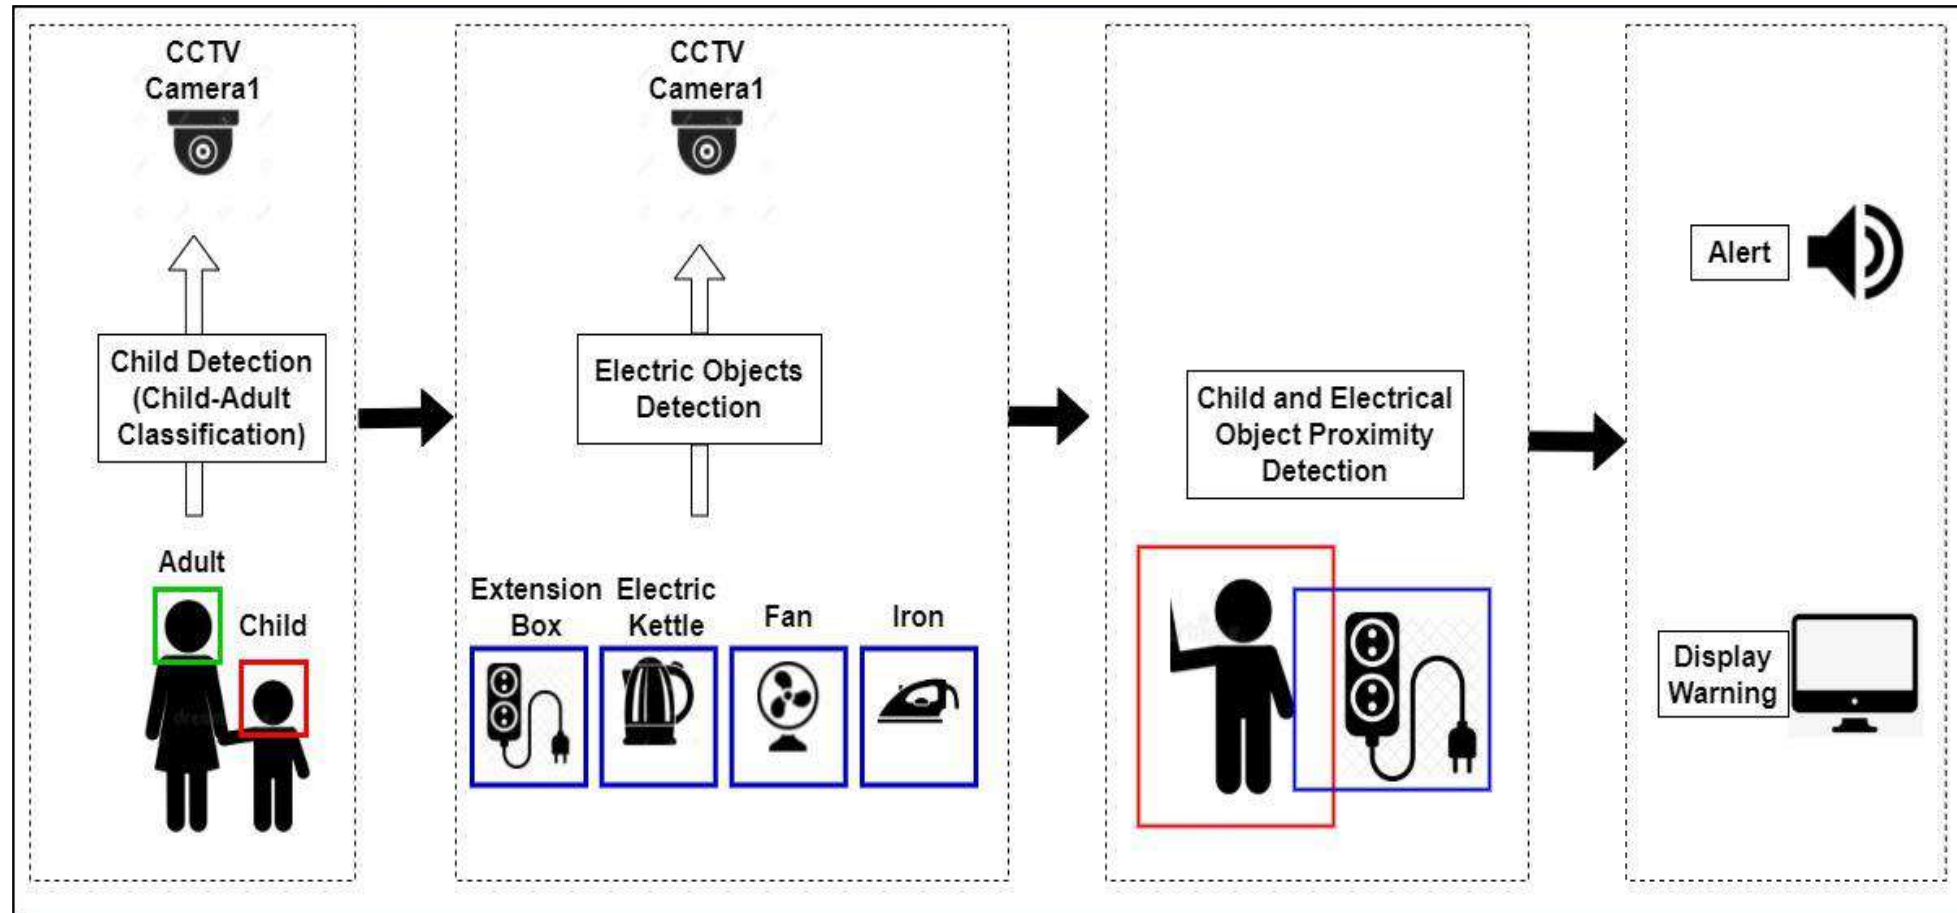 CCTV
Camera1
Child Detection
(Child-Adult
Classification)
Adult
Child
CCTV
Camera1
Electric Objects
Detection
Extension
Box
Electric
Kettle
Fan
Iron
Child and Electrical
Object Proximity
Detection
Alert
Display
Warning